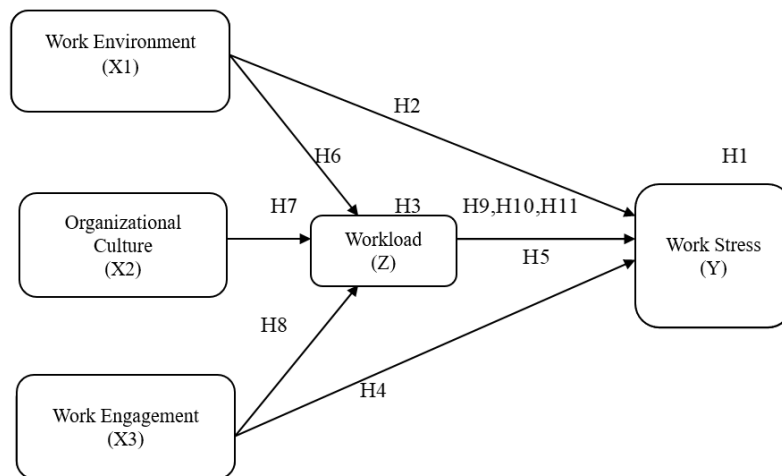 Work Environment
(X1)
H2
H1
H6
Organizational
Culture
(X2)
H7
H3
H9,H10,H11
Workload
(Z)
H5
Work Stress
(Y)
H8
H4
Work Engagement
(X3)